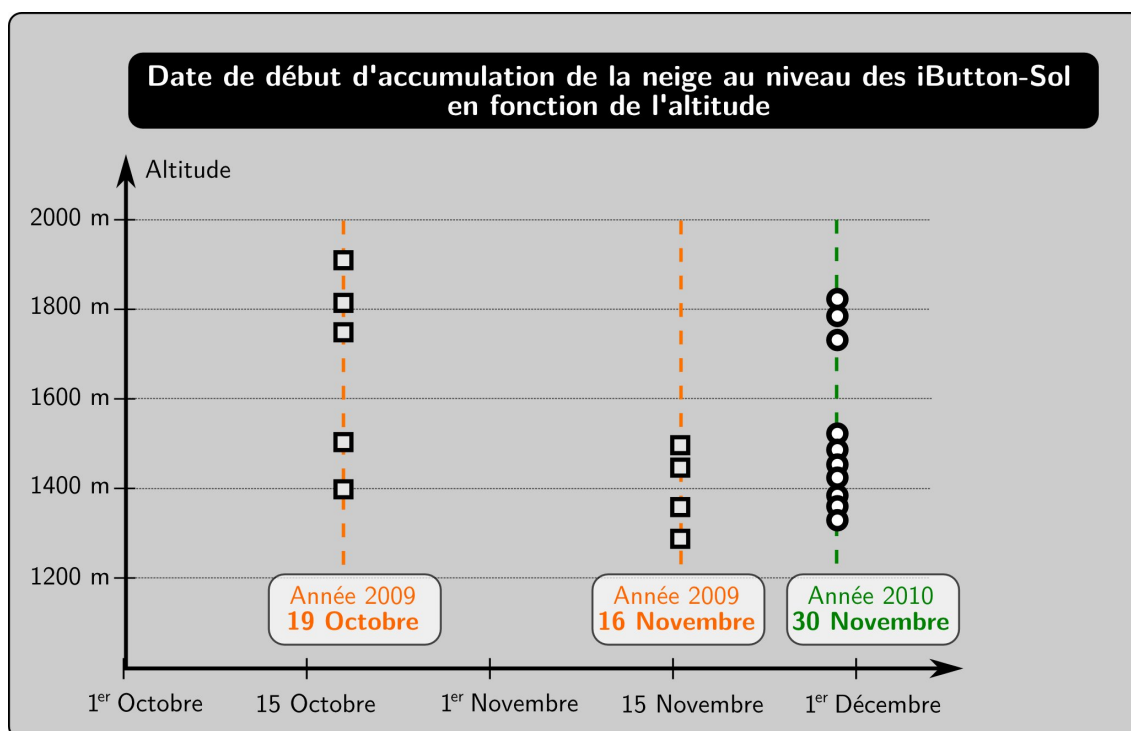 Date de début d'accumulation de la neige au niveau des iButton-Sol
en fonction de l'altitude
Altitude
2000 m
1800 m
1600 m
1400 m
1200 m
Année 2009
19 Octobre
Année 2009
16 Novembre
Année 2010
30 Novembre
1er Octobre
15 Octobre
1er Novembre
15 Novembre
1er Décembre